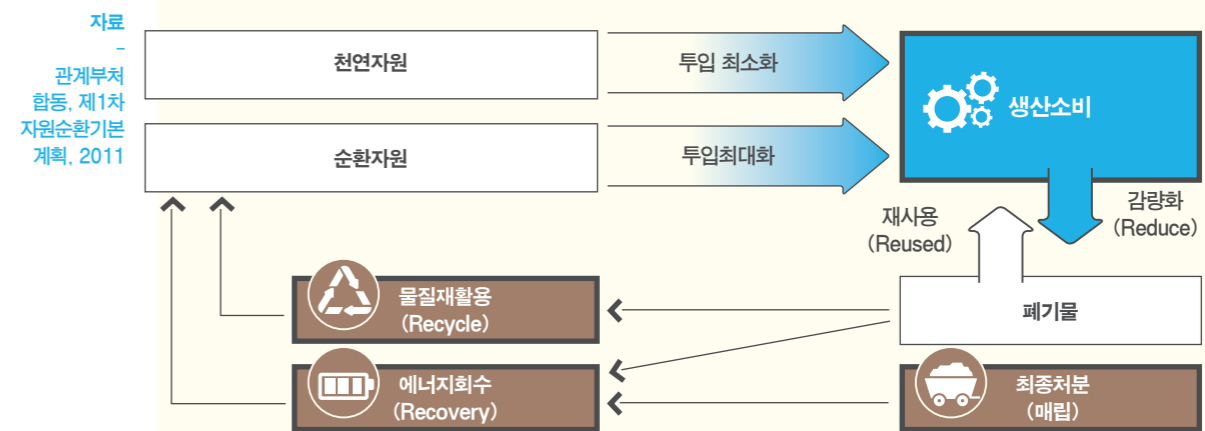 자료
-
관계부처
합동, 제1차
자원순환기본
계획, 2011
천연자원
투입 최소화
생산소비
순환자원
투입최대화
재사용
(Reused)
감량화
(Reduce)
물질재활용
(Recycle)
폐기물
에너지회수
(Recovery)
최종처분
(매립)